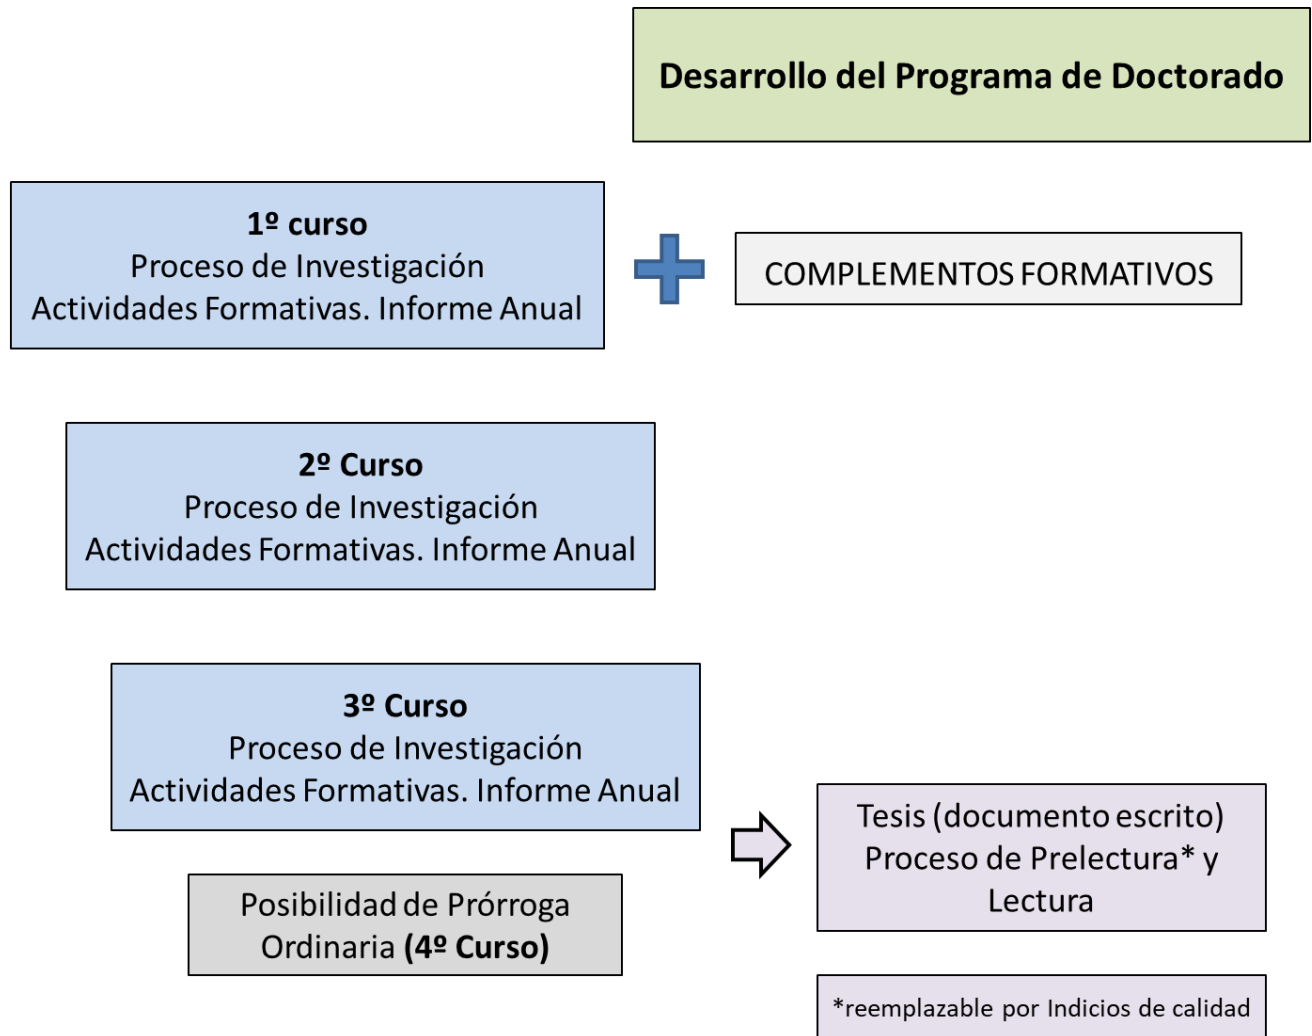 Desarrollo del Programa de Doctorado
1º curso
Proceso de Investigación
Actividades Formativas. Informe Anual
COMPLEMENTOS FORMATIVOS
2º Curso
Proceso de Investigación
Actividades Formativas. Informe Anual
3º Curso
Proceso de Investigación
Actividades Formativas. Informe Anual
Posibilidad de Prórroga
Ordinaria (4º Curso)
Tesis (documento escrito)
Proceso de Prelectura* y
Lectura
*reemplazable por Indicios de calidad